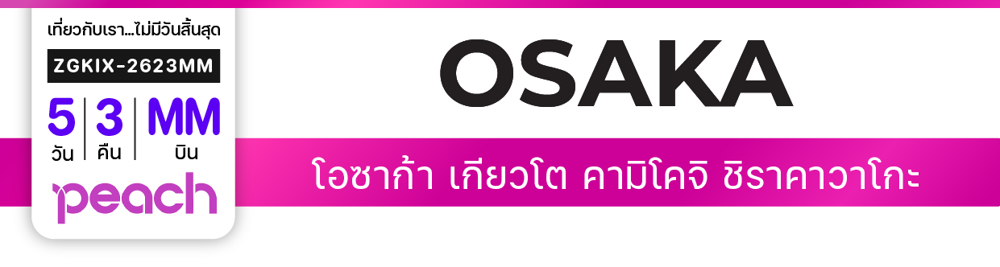 เที่ยวกับเรา...ไม่มีวันสิ้นสุด
ZGKIX-2623MM
5 3 MM
วัน คืน บิน
peach
OSAKA
โอซาก้า เกียวโต คามิโคจิ ชิราคาวาโกะ